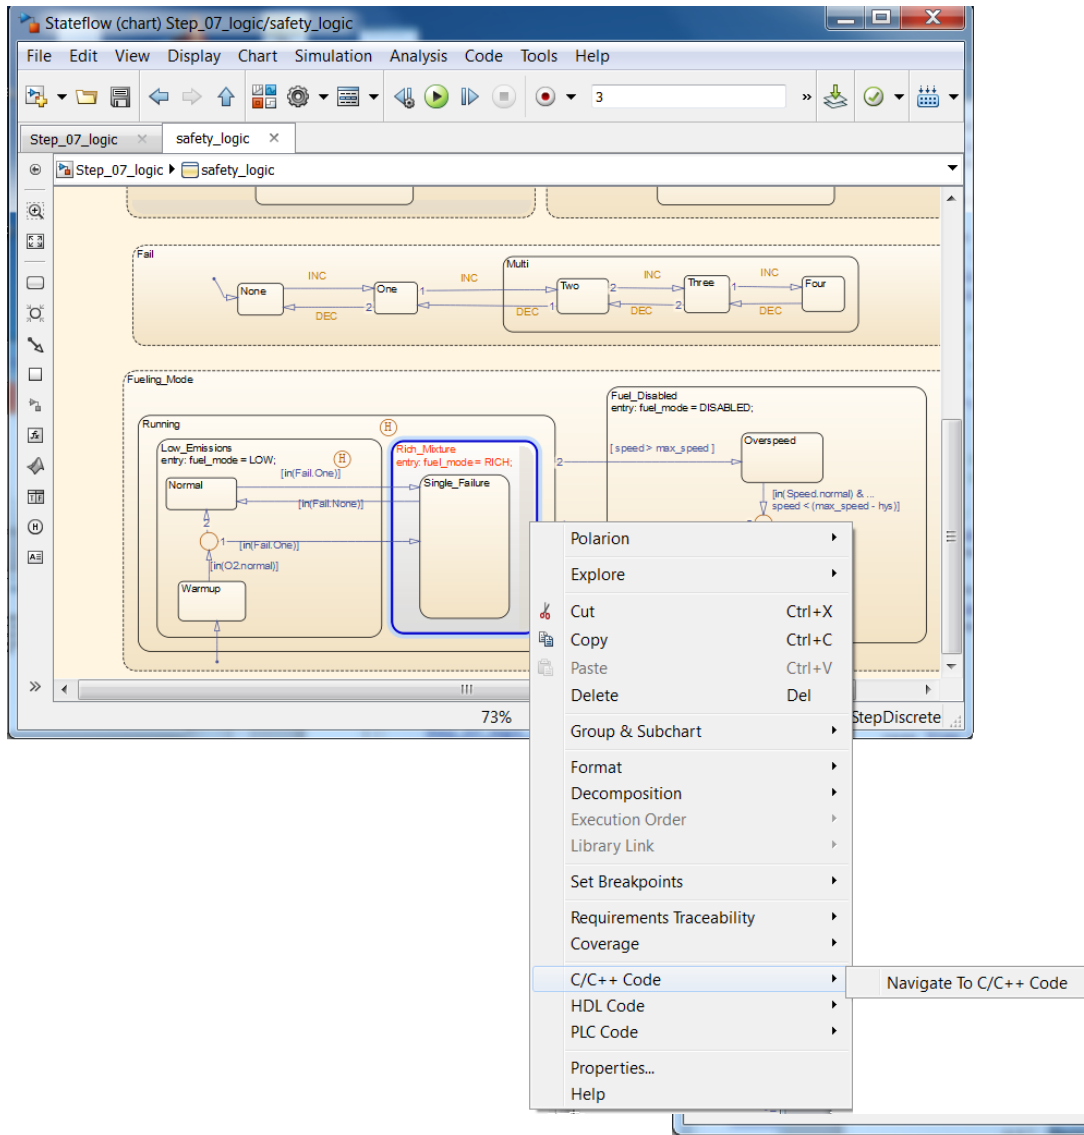 Stateflow (chart) Step_07_logic/safety_logic
File Edit View Display Chart Simulation Analysis Code Tools Help
3 »
Step_07_logic × safety_logic ×
Step_07_logic safety_logic
Fail
None
INC
DEC
One
1
2
INC
DEC
Multi
Two
2
1
INC
DEC
Three
1
2
INC
DEC
Four
Fueling_Mode
Running
H
Low_Emissions
entry: fuel_mode = LOW;
H
Normal
[in(Fail.One)]
[in(Fail.None)]
2
1
[in(Fail.One)]
[in(O2.normal)]
Warmup
Rich_Mixture
entry: fuel_mode = RICH;
Single_Failure
2
Fuel_Disabled
entry: fuel_mode = DISABLED;
[ speed > max_speed ]
Overspeed
[in(Speed.normal) & ...
speed < (max_speed - hys)]
73%
StepDiscrete
Polarion
Explore
Cut Ctrl+X
Copy Ctrl+C
Paste Ctrl+V
Delete Del
Group & Subchart
Format
Decomposition
Execution Order
Library Link
Set Breakpoints
Requirements Traceability
Coverage
C/C++ Code
Navigate To C/C++ Code
HDL Code
PLC Code
Properties...
Help